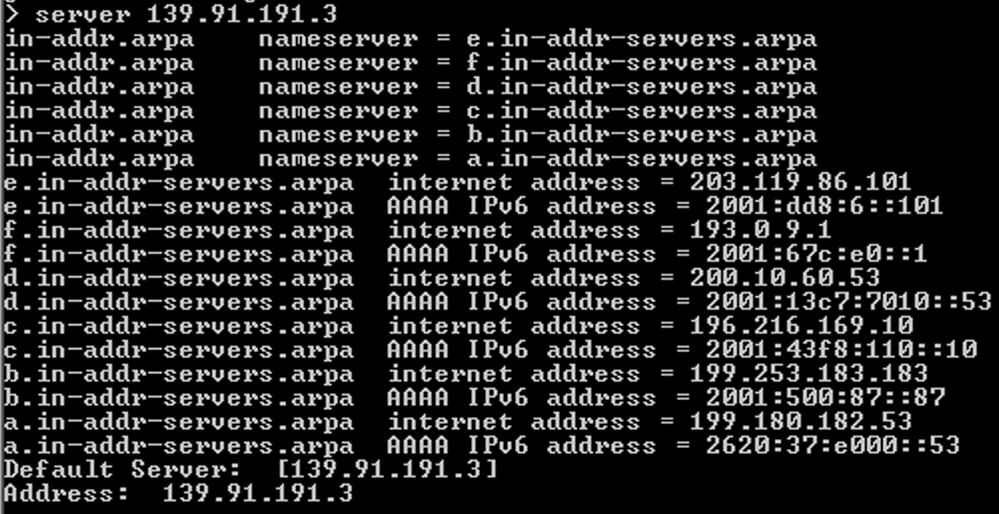 > server 139.91.191.3
in-addr.arpa    nameserver = e.in-addr-servers.arpa
in-addr.arpa    nameserver = f.in-addr-servers.arpa
in-addr.arpa    nameserver = d.in-addr-servers.arpa
in-addr.arpa    nameserver = c.in-addr-servers.arpa
in-addr.arpa    nameserver = b.in-addr-servers.arpa
in-addr.arpa    nameserver = a.in-addr-servers.arpa
e.in-addr-servers.arpa  internet address = 203.119.86.101
e.in-addr-servers.arpa  AAAA IPv6 address = 2001:dd8:6::101
f.in-addr-servers.arpa  internet address = 193.0.9.1
f.in-addr-servers.arpa  AAAA IPv6 address = 2001:67c:e0::1
d.in-addr-servers.arpa  internet address = 200.10.60.53
d.in-addr-servers.arpa  AAAA IPv6 address = 2001:13c7:7010::53
c.in-addr-servers.arpa  internet address = 196.216.169.10
c.in-addr-servers.arpa  AAAA IPv6 address = 2001:43f8:110::10
b.in-addr-servers.arpa  internet address = 199.253.183.183
b.in-addr-servers.arpa  AAAA IPv6 address = 2001:500:87::87
a.in-addr-servers.arpa  internet address = 199.180.182.53
a.in-addr-servers.arpa  AAAA IPv6 address = 2620:37:e000::53
Default Server:  [139.91.191.3]
Address:  139.91.191.3